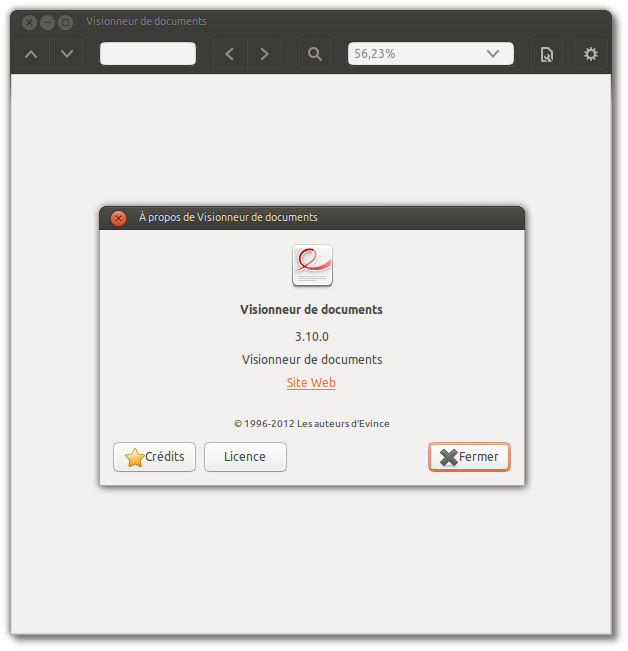 Visionneur de documents
56,23%
À propos de Visionneur de documents
Visionneur de documents
3.10.0
Visionneur de documents
Site Web
© 1996-2012 Les auteurs d'Evince
Crédits Licence Fermer